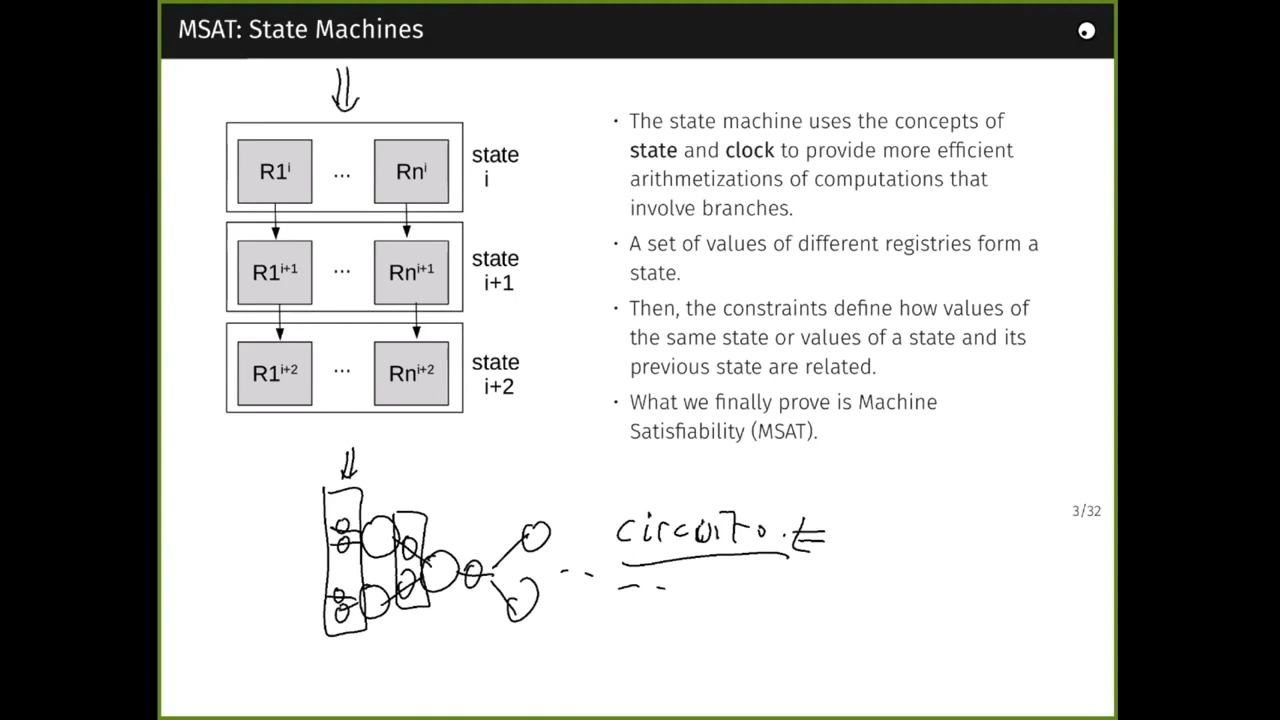 MSAT: State Machines
R1ⁱ ... Rnⁱ
state
i
R1ⁱ⁺¹ ... Rnⁱ⁺¹
state
i+1
R1ⁱ⁺² ... Rnⁱ⁺²
state
i+2
· The state machine uses the concepts of
state and clock to provide more efficient
arithmetizations of computations that
involve branches.
· A set of values of different registries form a
state.
· Then, the constraints define how values of
the same state or values of a state and its
previous state are related.
· What we finally prove is Machine
Satisfiability (MSAT).
circuito.t
3/32